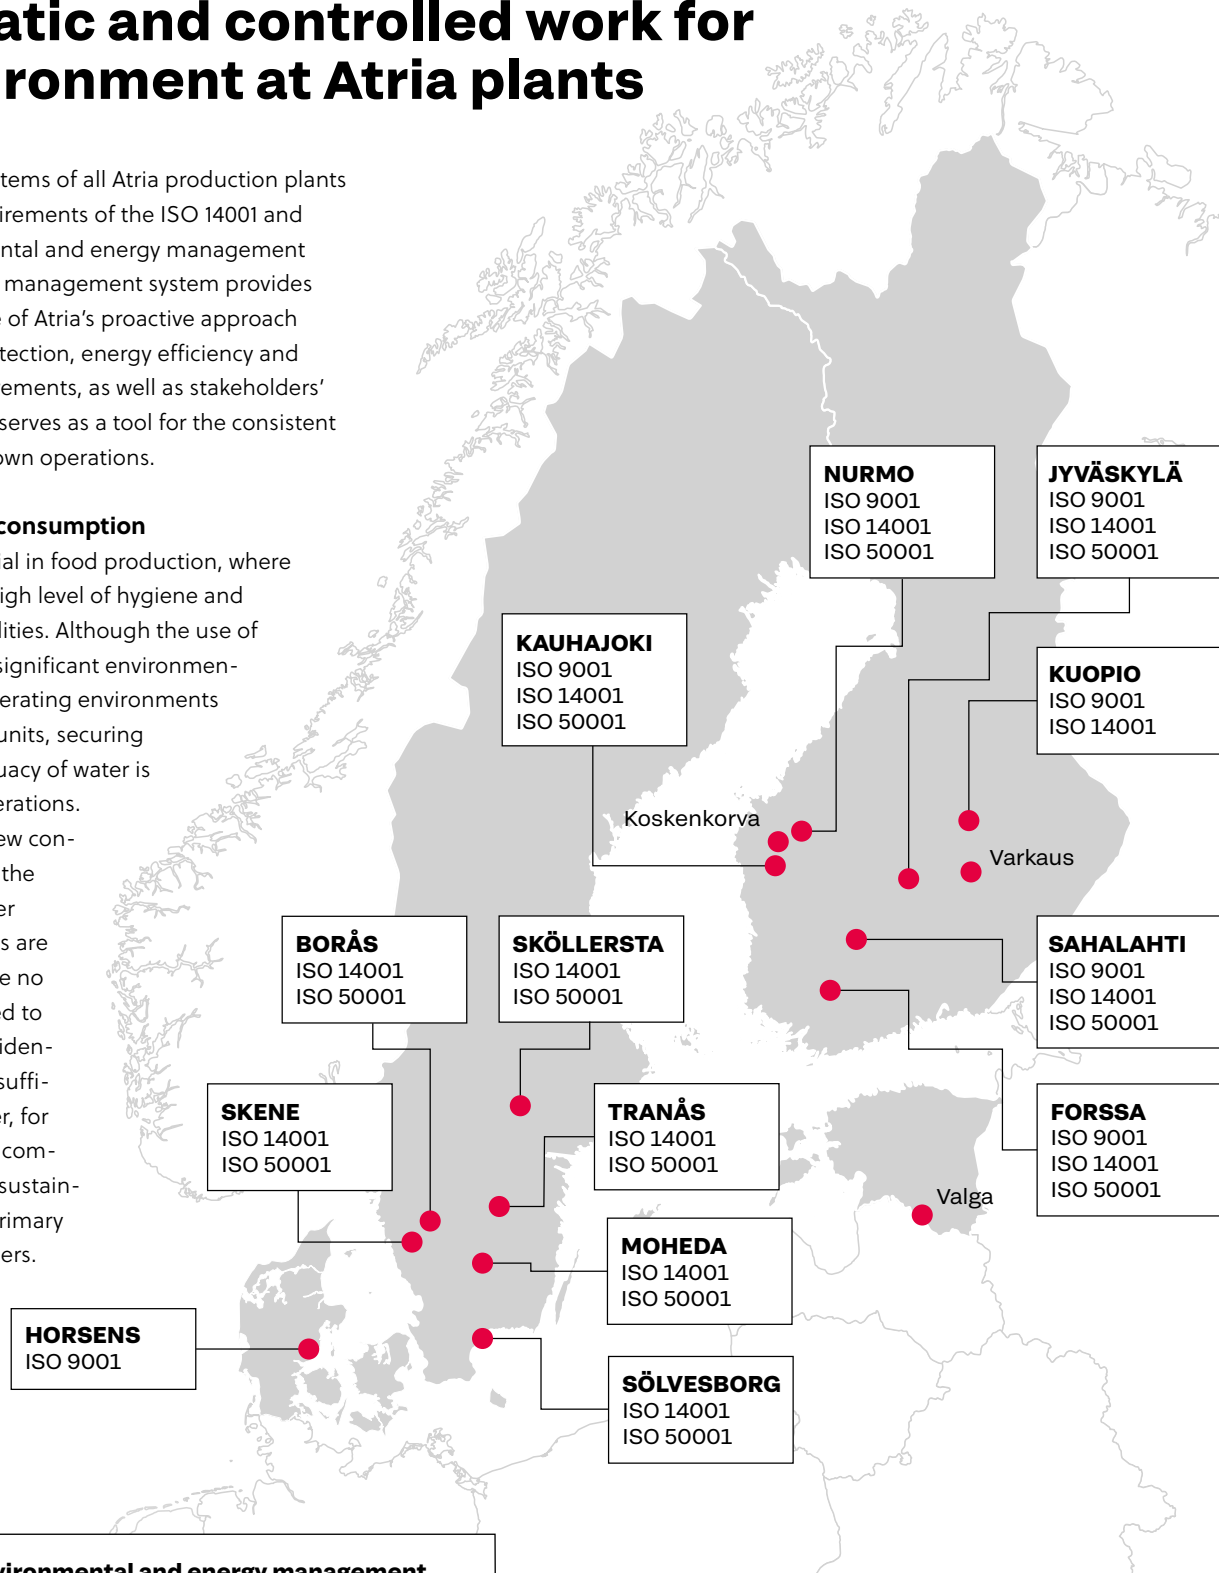 atic and controlled work for
ronment at Atria plants
tems of all Atria production plants
irements of the ISO 14001 and
ntal and energy management
management system provides
e of Atria's proactive approach
tection, energy efficiency and
ements, as well as stakeholders'
serves as a tool for the consistent
own operations.
consumption
ial in food production, where
igh level of hygiene and
lities. Although the use of
significant environmen-
erating environments
units, securing
uacy of water is
erations.
ew con-
the
er
s are
e no
ed to
iden-
suffi-
er, for
com-
sustain-
rimary
ers.
NURMO
ISO 9001
ISO 14001
ISO 50001
JYVÄSKYLÄ
ISO 9001
ISO 14001
ISO 50001
KAUHAJOKI
ISO 9001
ISO 14001
ISO 50001
KUOPIO
ISO 9001
ISO 14001
Koskenkorva
Varkaus
BORÅS
ISO 14001
ISO 50001
SKÖLLERSTA
ISO 14001
ISO 50001
SAHALAHTI
ISO 9001
ISO 14001
ISO 50001
SKENE
ISO 14001
ISO 50001
TRANÅS
ISO 14001
ISO 50001
FORSSA
ISO 9001
ISO 14001
ISO 50001
Valga
MOHEDA
ISO 14001
ISO 50001
HORSENS
ISO 9001
SÖLVESBORG
ISO 14001
ISO 50001
vironmental and energy management